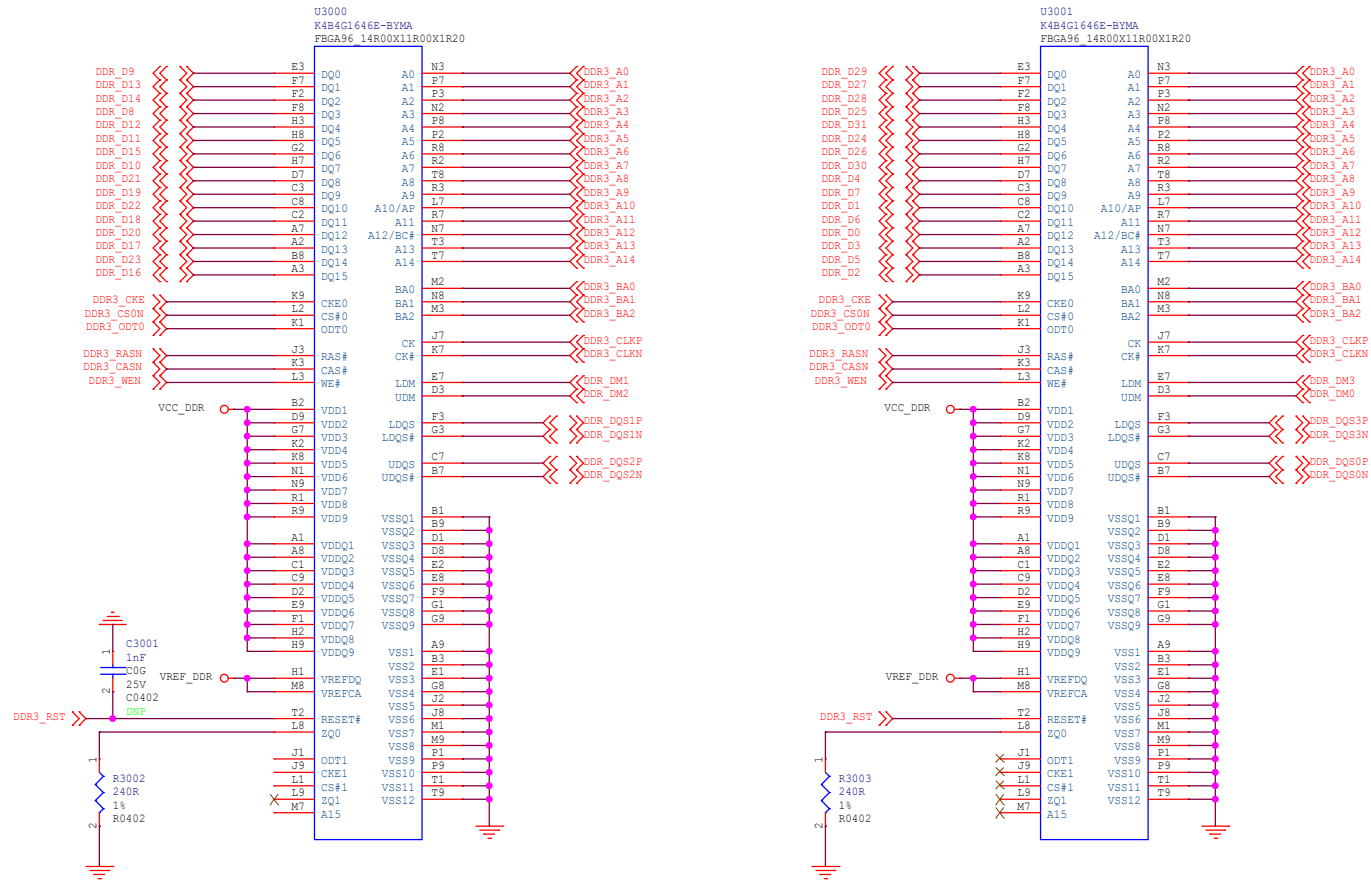 U3000
K4B4G1646E-BYMA
FBGA96_14R00X11R00X1R20
DDR_D9 E3 DQ0 A0 N3 DDR3_A0
DDR_D13 F7 DQ1 A1 P7 DDR3_A1
DDR_D14 F2 DQ2 A2 P3 DDR3_A2
DDR_D8 F8 DQ3 A3 N2 DDR3_A3
DDR_D12 H3 DQ4 A4 P8 DDR3_A4
DDR_D11 H8 DQ5 A5 P2 DDR3_A5
DDR_D15 G2 DQ6 A6 R8 DDR3_A6
DDR_D10 H7 DQ7 A7 R2 DDR3_A7
DDR_D21 D7 DQ8 A8 T8 DDR3_A8
DDR_D19 C3 DQ9 A9 R3 DDR3_A9
DDR_D22 C8 DQ10 A10/AP L7 DDR3_A10
DDR_D18 C2 DQ11 A11 R7 DDR3_A11
DDR_D20 A7 DQ12 A12/BC# N7 DDR3_A12
DDR_D17 A2 DQ13 A13 T3 DDR3_A13
DDR_D23 B8 DQ14 A14 T7 DDR3_A14
DDR_D16 A3 DQ15
BA0 M2 DDR3_BA0
DDR3_CKE K9 CKE0 BA1 N8 DDR3_BA1
DDR3_CS0N L2 CS#0 BA2 M3 DDR3_BA2
DDR3_ODT0 K1 ODT0
CK J7 DDR3_CLKP
DDR3_RASN J3 RAS# CK# K7 DDR3_CLKN
DDR3_CASN K3 CAS#
DDR3_WEN L3 WE# LDM E7 DDR_DM1
UDM D3 DDR_DM2
VCC_DDR B2 VDD1
D9 VDD2 LDQS F3 DDR_DQS1P
G7 VDD3 LDQS# G3 DDR_DQS1N
K2 VDD4
K8 VDD5 UDQS C7 DDR_DQS2P
N1 VDD6 UDQS# B7 DDR_DQS2N
N9 VDD7
R1 VDD8
R9 VDD9 VSSQ1 B1
VSSQ2 B9
A1 VDDQ1 VSSQ3 D1
A8 VDDQ2 VSSQ4 D8
C1 VDDQ3 VSSQ5 E2
C9 VDDQ4 VSSQ6 E8
D2 VDDQ5 VSSQ7 F9
E9 VDDQ6 VSSQ8 G1
F1 VDDQ7 VSSQ9 G9
H2 VDDQ8
H9 VDDQ9 VSS1 A9
VSS2 B3
VREF_DDR H1 VREFDQ VSS3 E1
M8 VREFCA VSS4 G8
VSS5 J2
DDR3_RST T2 RESET# VSS6 J8
L8 ZQ0 VSS7 M1
VSS8 M9
J1 ODT1 VSS9 P1
J9 CKE1 VSS10 P9
L1 CS#1 VSS11 T1
L9 ZQ1 VSS12 T9
M7 A15
1
C3001
1nF
C0G
25V
2
C0402
DNP
1
R3002
240R
1%
R0402
2
U3001
K4B4G1646E-BYMA
FBGA96_14R00X11R00X1R20
DDR_D29 E3 DQ0 A0 N3 DDR3_A0
DDR_D27 F7 DQ1 A1 P7 DDR3_A1
DDR_D28 F2 DQ2 A2 P3 DDR3_A2
DDR_D25 F8 DQ3 A3 N2 DDR3_A3
DDR_D31 H3 DQ4 A4 P8 DDR3_A4
DDR_D24 H8 DQ5 A5 P2 DDR3_A5
DDR_D26 G2 DQ6 A6 R8 DDR3_A6
DDR_D30 H7 DQ7 A7 R2 DDR3_A7
DDR_D4 D7 DQ8 A8 T8 DDR3_A8
DDR_D7 C3 DQ9 A9 R3 DDR3_A9
DDR_D1 C8 DQ10 A10/AP L7 DDR3_A10
DDR_D6 C2 DQ11 A11 R7 DDR3_A11
DDR_D0 A7 DQ12 A12/BC# N7 DDR3_A12
DDR_D3 A2 DQ13 A13 T3 DDR3_A13
DDR_D5 B8 DQ14 A14 T7 DDR3_A14
DDR_D2 A3 DQ15
BA0 M2 DDR3_BA0
DDR3_CKE K9 CKE0 BA1 N8 DDR3_BA1
DDR3_CS0N L2 CS#0 BA2 M3 DDR3_BA2
DDR3_ODT0 K1 ODT0
CK J7 DDR3_CLKP
DDR3_RASN J3 RAS# CK# K7 DDR3_CLKN
DDR3_CASN K3 CAS#
DDR3_WEN L3 WE# LDM E7 DDR_DM3
UDM D3 DDR_DM0
VCC_DDR B2 VDD1
D9 VDD2 LDQS F3 DDR_DQS3P
G7 VDD3 LDQS# G3 DDR_DQS3N
K2 VDD4
K8 VDD5 UDQS C7 DDR_DQS0P
N1 VDD6 UDQS# B7 DDR_DQS0N
N9 VDD7
R1 VDD8
R9 VDD9 VSSQ1 B1
VSSQ2 B9
A1 VDDQ1 VSSQ3 D1
A8 VDDQ2 VSSQ4 D8
C1 VDDQ3 VSSQ5 E2
C9 VDDQ4 VSSQ6 E8
D2 VDDQ5 VSSQ7 F9
E9 VDDQ6 VSSQ8 G1
F1 VDDQ7 VSSQ9 G9
H2 VDDQ8
H9 VDDQ9 VSS1 A9
VSS2 B3
VREF_DDR H1 VREFDQ VSS3 E1
M8 VREFCA VSS4 G8
VSS5 J2
DDR3_RST T2 RESET# VSS6 J8
L8 ZQ0 VSS7 M1
VSS8 M9
J1 ODT1 VSS9 P1
J9 CKE1 VSS10 P9
L1 CS#1 VSS11 T1
L9 ZQ1 VSS12 T9
M7 A15
1
R3003
240R
1%
R0402
2